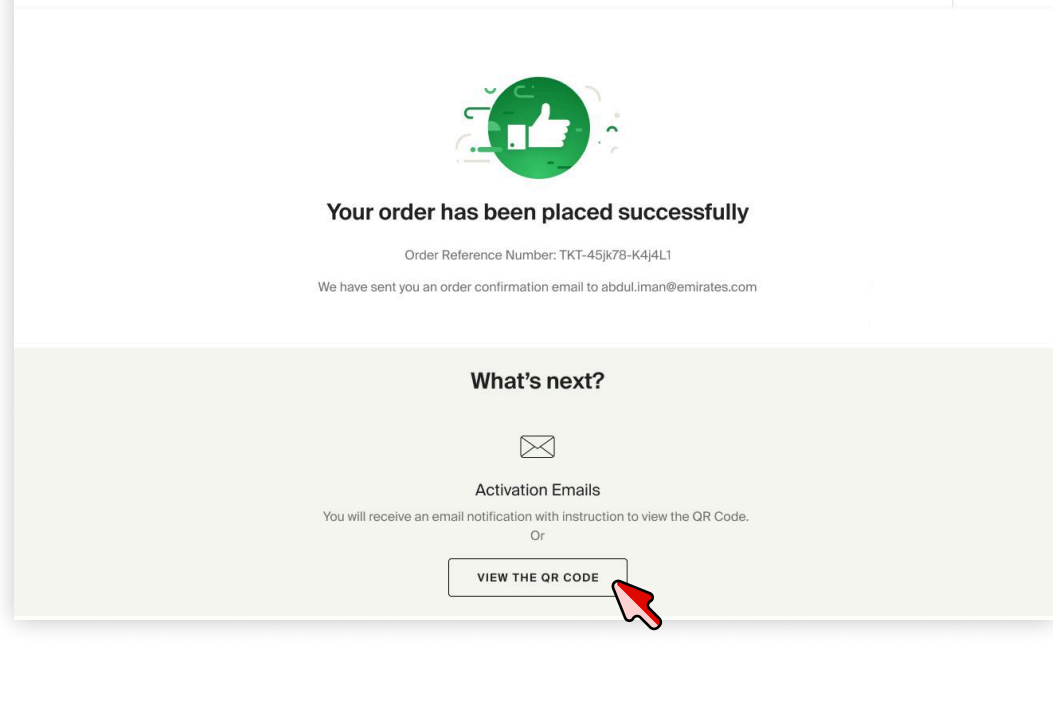 Your order has been placed successfully
Order Reference Number: TKT-45jk78-K4j4L1
We have sent you an order confirmation email to abdul.iman@emirates.com
What’s next?
Activation Emails
You will receive an email notification with instruction to view the QR Code.
Or
VIEW THE QR CODE